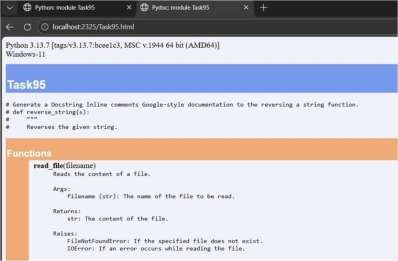 Python: module Task95
Pydoc: module Task95
localhost:2325/Task95.html
Python 3.13.7 [tags/v3.13.7:bcee1c3, MSC v.1944 64 bit (AMD64)]
Windows-11
Task95
# Generate a Docstring Inline comments Google-style documentation to the reversing a string function.
# def reverse_string(s):
#     """
#     Reverses the given string.
Functions
read_file(filename)
Reads the content of a file.
Args:
filename (str): The name of the file to be read.
Returns:
str: The content of the file.
Raises:
FileNotFoundError: If the specified file does not exist.
IOError: If an error occurs while reading the file.